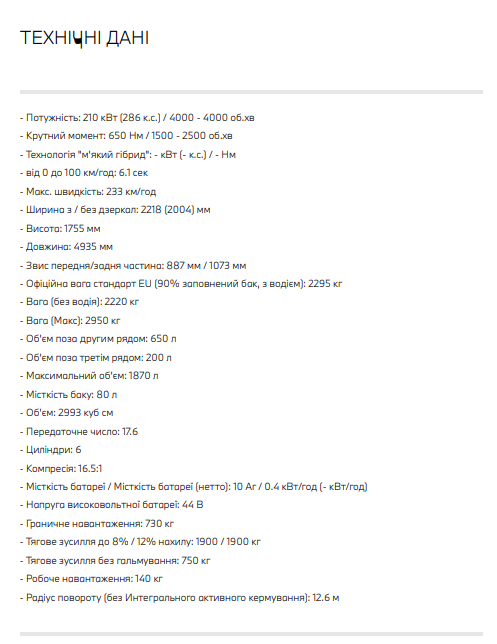 ТЕХНІЧНІ ДАНІ
- Потужність: 210 кВт (286 к.с.) / 4000 - 4000 об.хв
- Крутний момент: 650 Нм / 1500 - 2500 об.хв
- Технологія "м'який гібрид": - кВт (- к.с.) / - Нм
- від 0 до 100 км/год: 6.1 сек
- Макс. швидкість: 233 км/год
- Ширина з / без дзеркал: 2218 (2004) мм
- Висота: 1755 мм
- Довжина: 4935 мм
- Звис передня/задня частина: 887 мм / 1073 мм
- Офіційна вага стандарт EU (90% заповнений бак, з водієм): 2295 кг
- Вага (без водія): 2220 кг
- Вага (Макс): 2950 кг
- Об'єм поза другим рядом: 650 л
- Об'єм поза третім рядом: 200 л
- Максимальний об'єм: 1870 л
- Місткість баку: 80 л
- Об'єм: 2993 куб см
- Передаточне число: 17.6
- Циліндри: 6
- Компресія: 16.5:1
- Місткість батареї / Місткість батареї (нетто): 10 Аг / 0.4 кВт/год (- кВт/год)
- Напруга високовольтної батареї: 44 В
- Граничне навантаження: 730 кг
- Тягове зусилля до 8% / 12% нахилу: 1900 / 1900 кг
- Тягове зусилля без гальмування: 750 кг
- Робоче навантаження: 140 кг
- Радіус повороту (без Интегрального активного кермування): 12.6 м